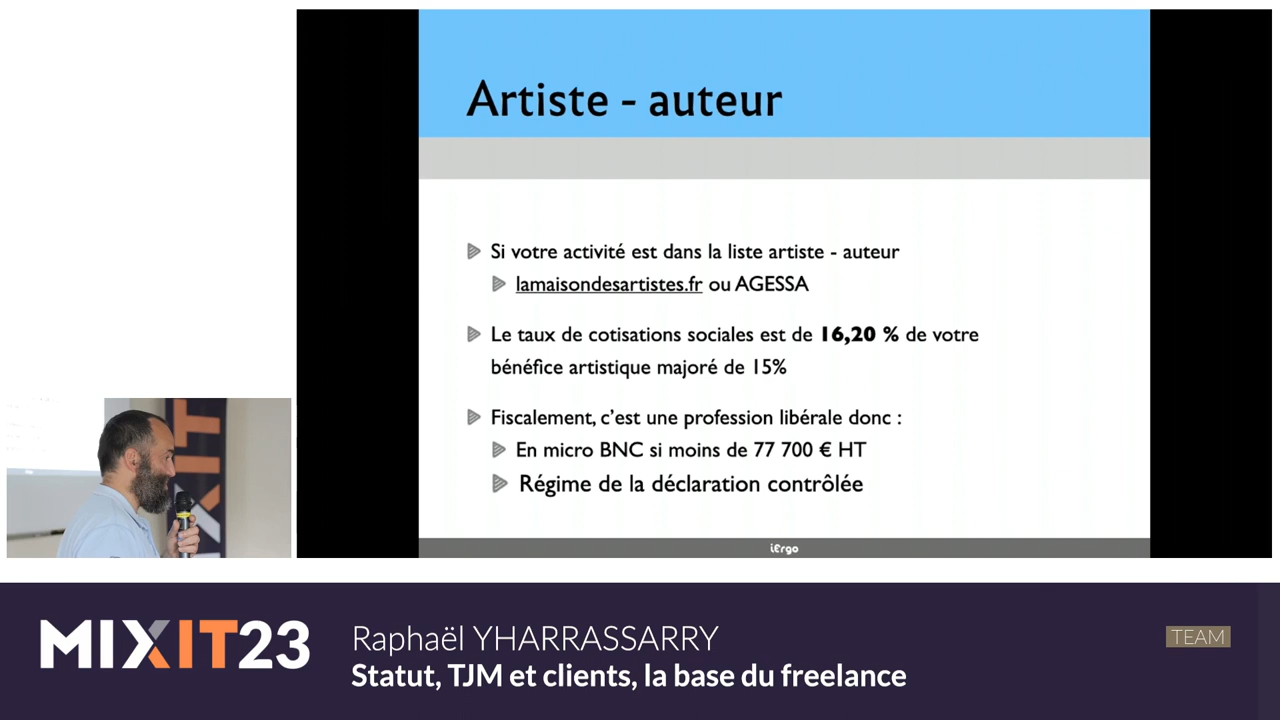 Artiste - auteur
Si votre activité est dans la liste artiste - auteur
lamaisondesartistes.fr ou AGESSA
Le taux de cotisations sociales est de 16,20 % de votre
bénéfice artistique majoré de 15%
Fiscalement, c'est une profession libérale donc :
En micro BNC si moins de 77 700 € HT
Régime de la déclaration contrôlée
iErgo
XIT
MIXIT23
Raphaël YHARRASSARRY
TEAM
Statut, TJM et clients, la base du freelance